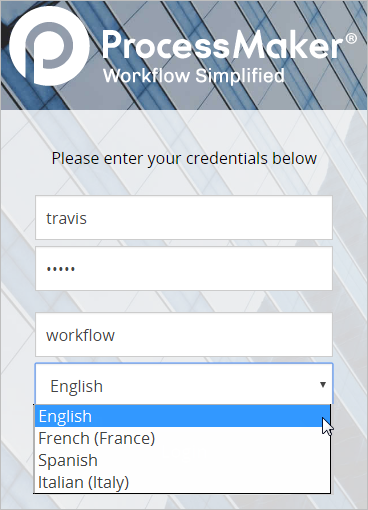 ProcessMaker®
Workflow Simplified
Please enter your credentials below
travis
•••••
workflow
English
English
French (France)
Spanish
Italian (Italy)